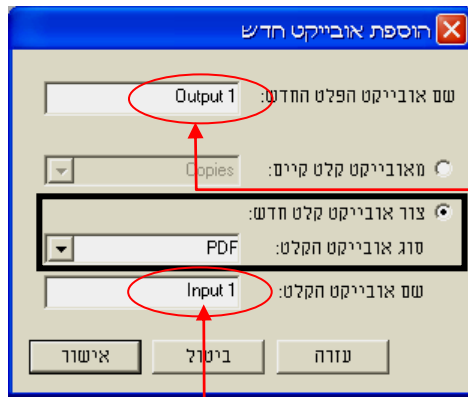 הוספת אובייקט חדש
שם אובייקט הפלט החדש: Output 1
מאובייקט קלט קיים: Copies
צור אובייקט קלט חדש:
סוג אובייקט הקלט: PDF
שם אובייקט הקלט: Input 1
עזרה ביטול אישור